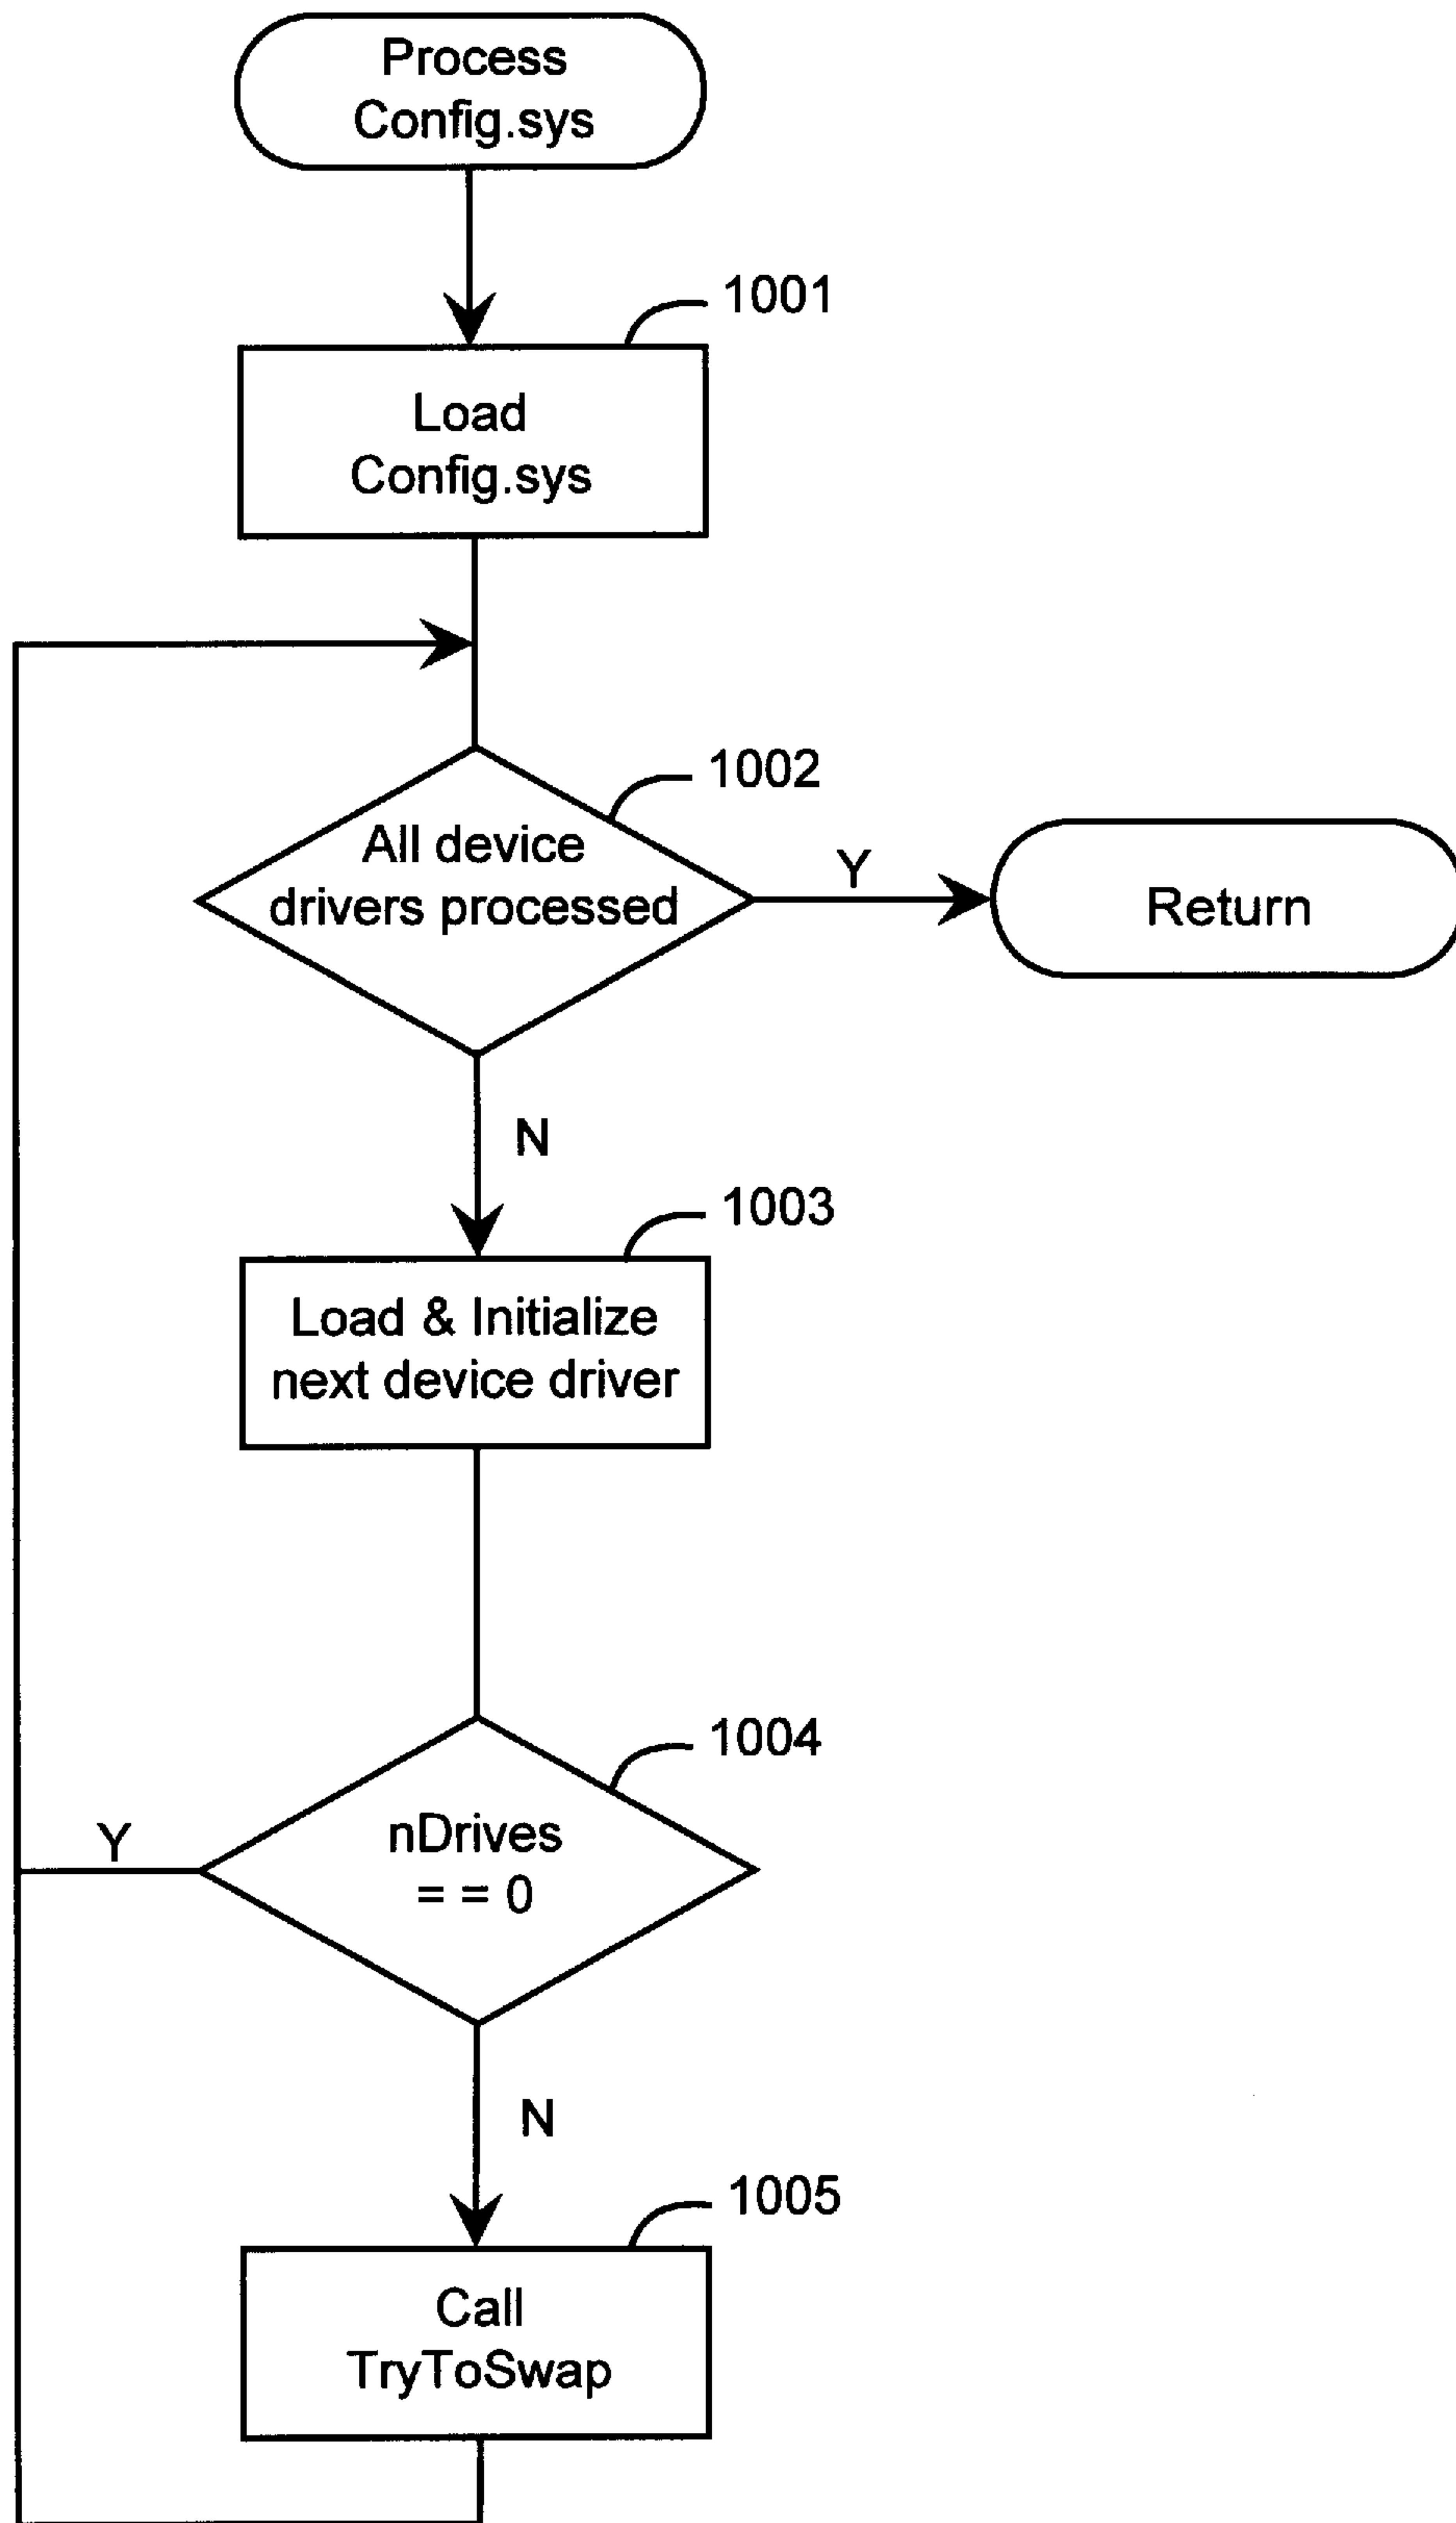 Process
Config.sys
1001
Load
Config.sys
1002
All device
drivers processed
Y
Return
N
1003
Load & Initialize
next device driver
1004
nDrives
= = 0
Y
N
1005
Call
TryToSwap